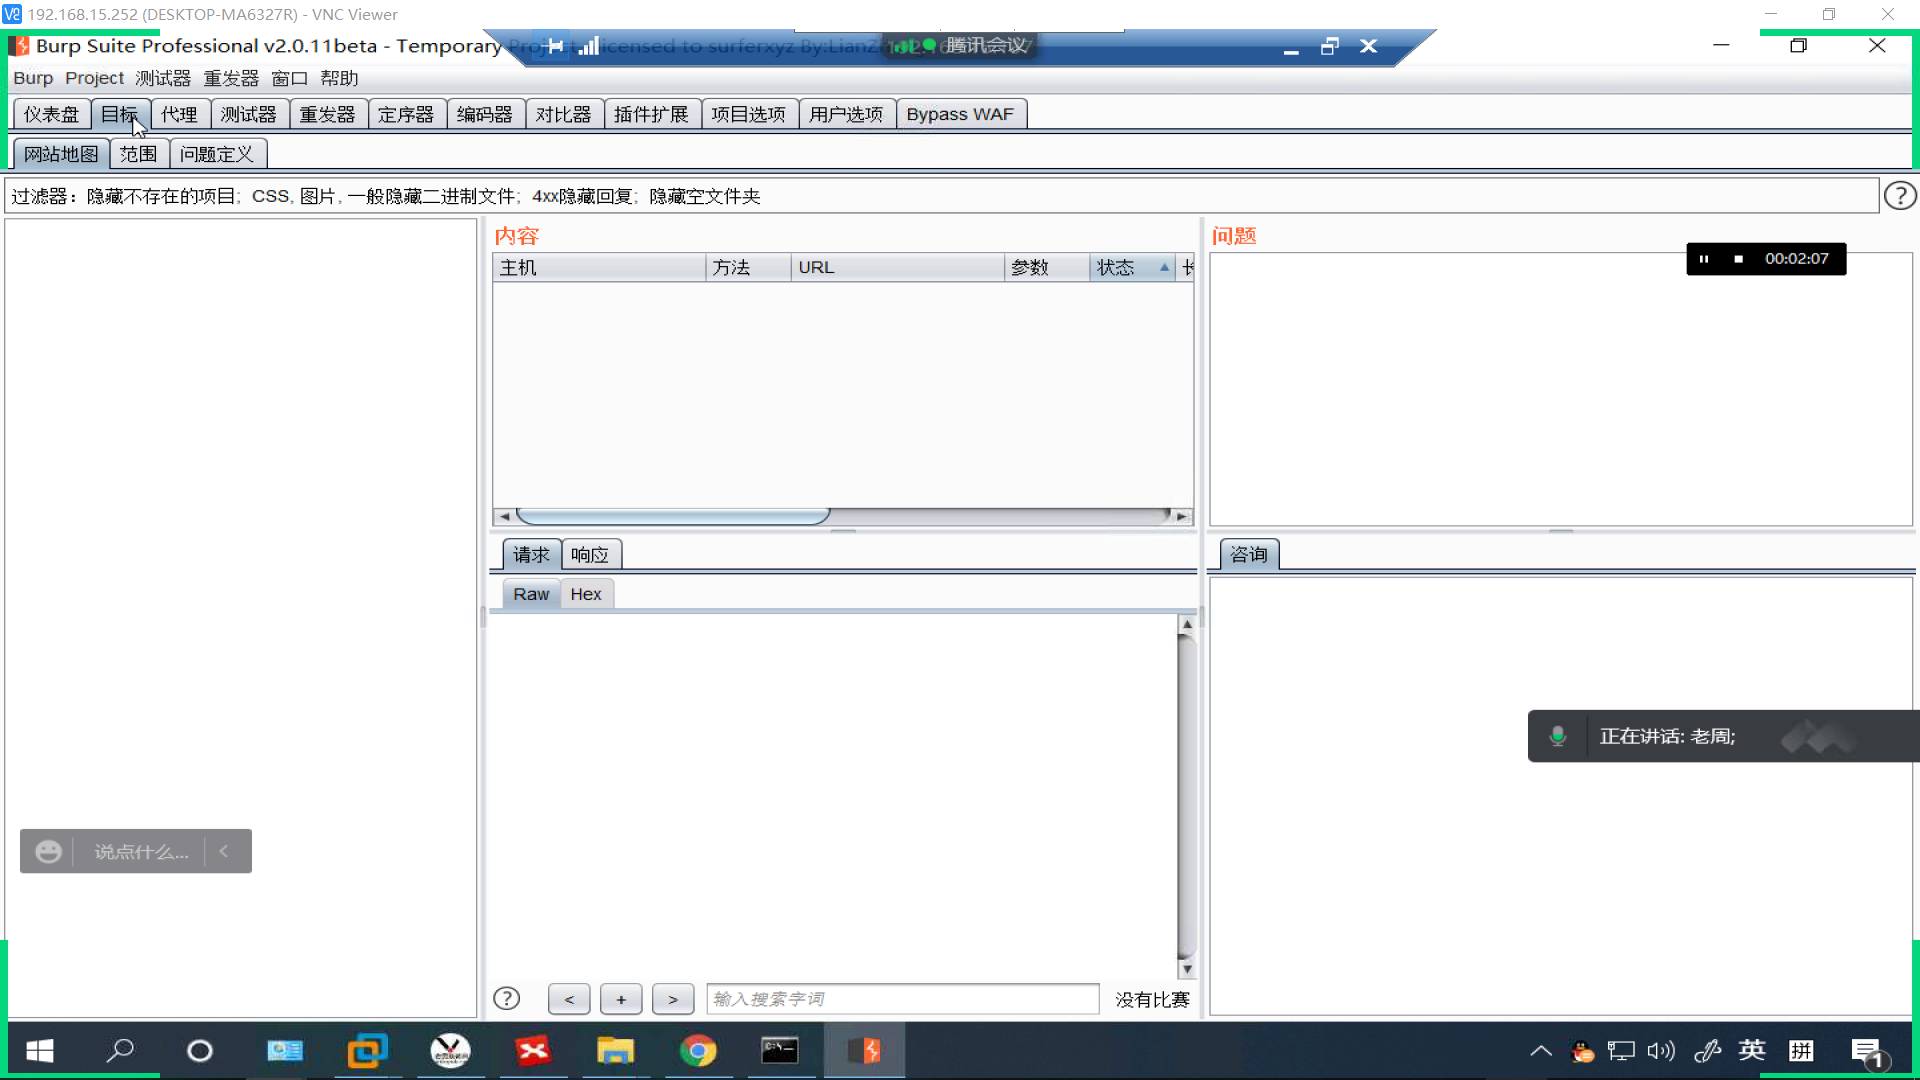 192.168.15.252 (DESKTOP-MA6327R) - VNC Viewer
Burp Suite Professional v2.0.11beta - Temporary Project - licensed to surferxyz By:LianZ
腾讯会议
Burp Project 测试器 重发器 窗口 帮助
仪表盘 目标 代理 测试器 重发器 定序器 编码器 对比器 插件扩展 项目选项 用户选项 Bypass WAF
网站地图 范围 问题定义
过滤器：隐藏不存在的项目；CSS, 图片, 一般隐藏二进制文件；4xx隐藏回复；隐藏空文件夹
?
内容
问题
主机 方法 URL 参数 状态
00:02:07
请求 响应
咨询
Raw Hex
正在讲话: 老周;
说点什么...
? < + > 输入搜索字词 没有比赛
英 拼 1